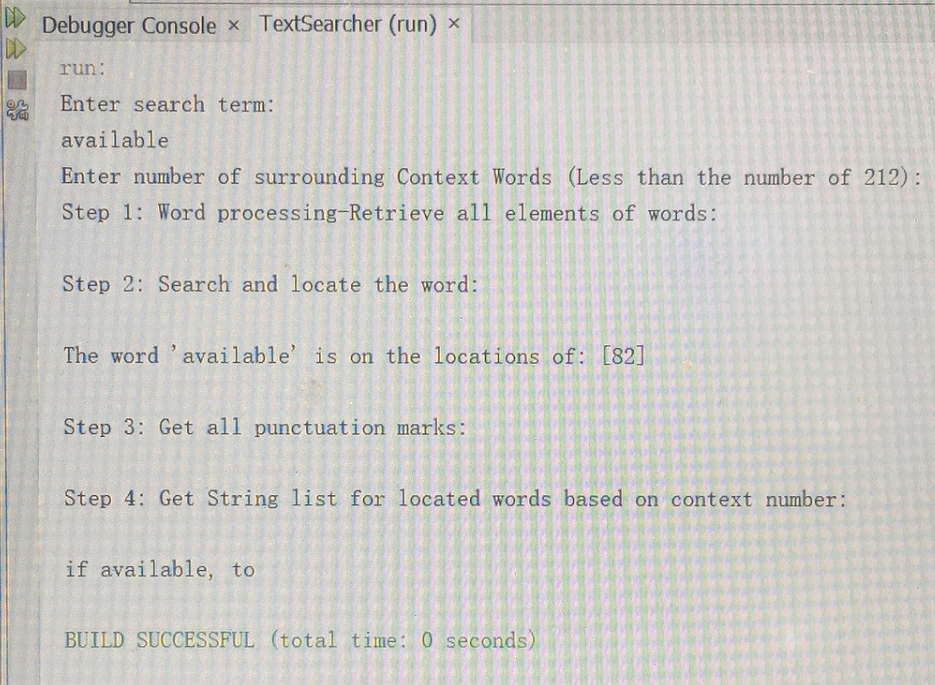 Debugger Console × TextSearcher (run) ×
run:
Enter search term:
available
Enter number of surrounding Context Words (Less than the number of 212):
Step 1: Word processing-Retrieve all elements of words:
Step 2: Search and locate the word:
The word 'available' is on the locations of: [82]
Step 3: Get all punctuation marks:
Step 4: Get String list for located words based on context number:
if available, to
BUILD SUCCESSFUL (total time: 0 seconds)